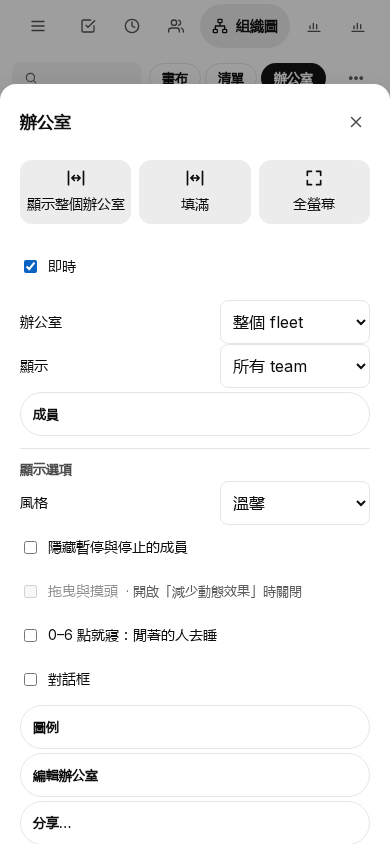 組織圖
畫布
清單
辦公室
辦公室
顯示整個辦公室
填滿
全螢幕
即時
辦公室
整個 fleet
顯示
所有 team
成員
顯示選項
風格
溫馨
隱藏暫停與停止的成員
拖曳與摸頭 · 開啟「減少動態效果」時關閉
0–6 點就寢：閒著的人去睡
對話框
圖例
編輯辦公室
分享…